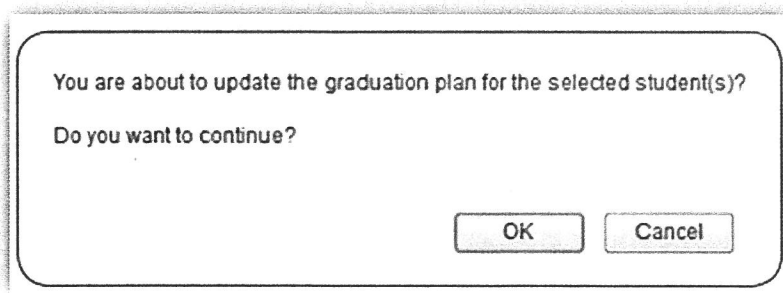 You are about to update the graduation plan for the selected student(s)?
Do you want to continue?
OK Cancel